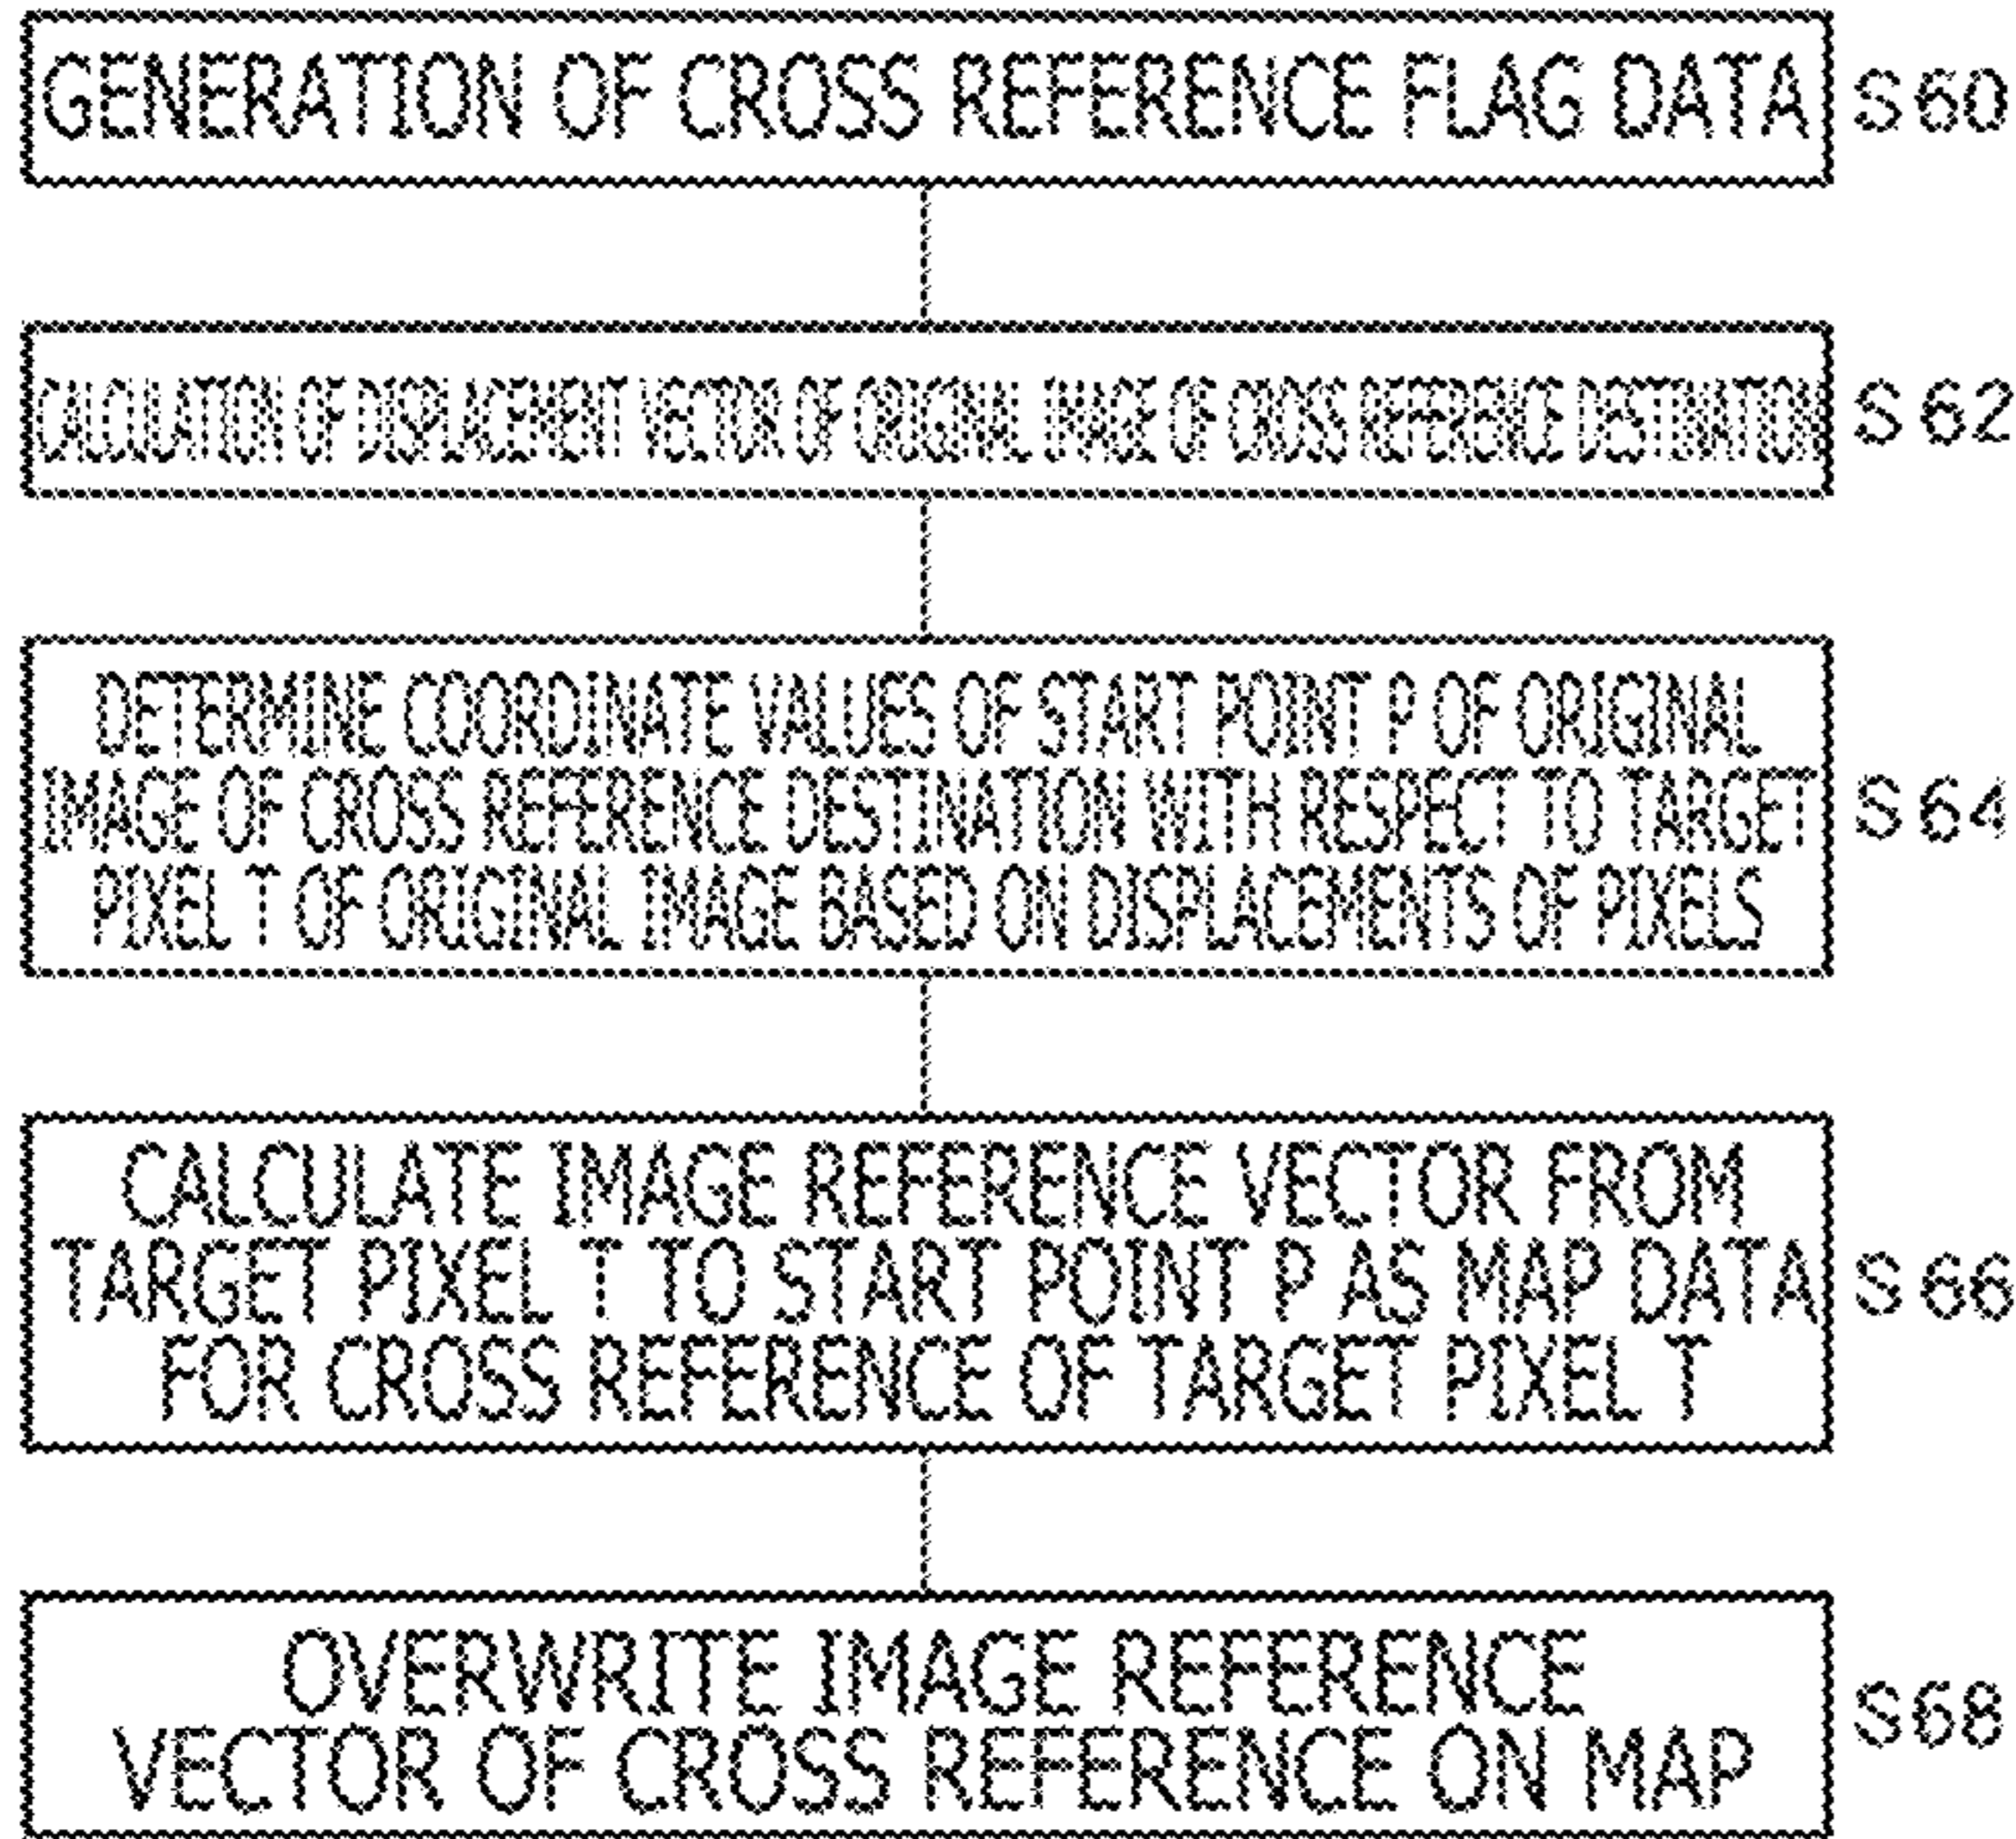 GENERATION OF CROSS REFERENCE FLAG DATA S60
CALCULATION OF DISPLACEMENT VECTOR OF ORIGINAL IMAGE OF CROSS REFERENCE DESTINATION S62
DETERMINE COORDINATE VALUES OF START POINT P OF ORIGINAL
IMAGE OF CROSS REFERENCE DESTINATION WITH RESPECT TO TARGET S64
PIXEL T OF ORIGINAL IMAGE BASED ON DISPLACEMENTS OF PIXELS
CALCULATE IMAGE REFERENCE VECTOR FROM
TARGET PIXEL T TO START POINT P AS MAP DATA S66
FOR CROSS REFERENCE OF TARGET PIXEL T
OVERWRITE IMAGE REFERENCE
VECTOR OF CROSS REFERENCE ON MAP S68